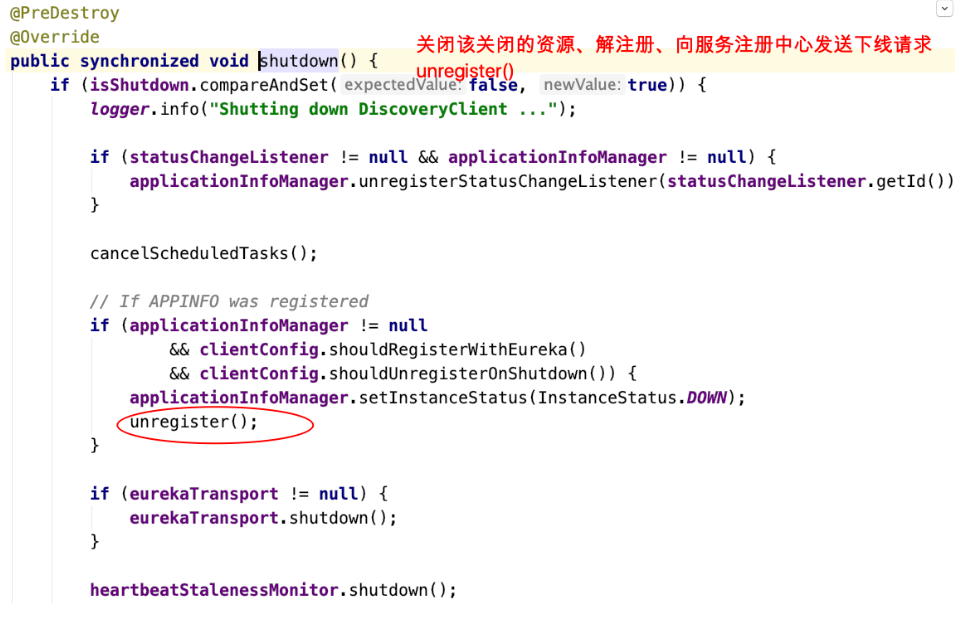 @PreDestroy
@Override
关闭该关闭的资源、解注册、向服务注册中心发送下线请求
public synchronized void shutdown() {
unregister()
if (isShutdown.compareAndSet( expectedValue: false, newValue: true)) {
logger.info("Shutting down DiscoveryClient ...");
if (statusChangeListener != null && applicationInfoManager != null) {
applicationInfoManager.unregisterStatusChangeListener(statusChangeListener.getId())
}
cancelScheduledTasks();
// If APPINFO was registered
if (applicationInfoManager != null
&& clientConfig.shouldRegisterWithEureka()
&& clientConfig.shouldUnregisterOnShutdown()) {
applicationInfoManager.setInstanceStatus(InstanceStatus.DOWN);
unregister();
}
if (eurekaTransport != null) {
eurekaTransport.shutdown();
}
heartbeatStalenessMonitor.shutdown();